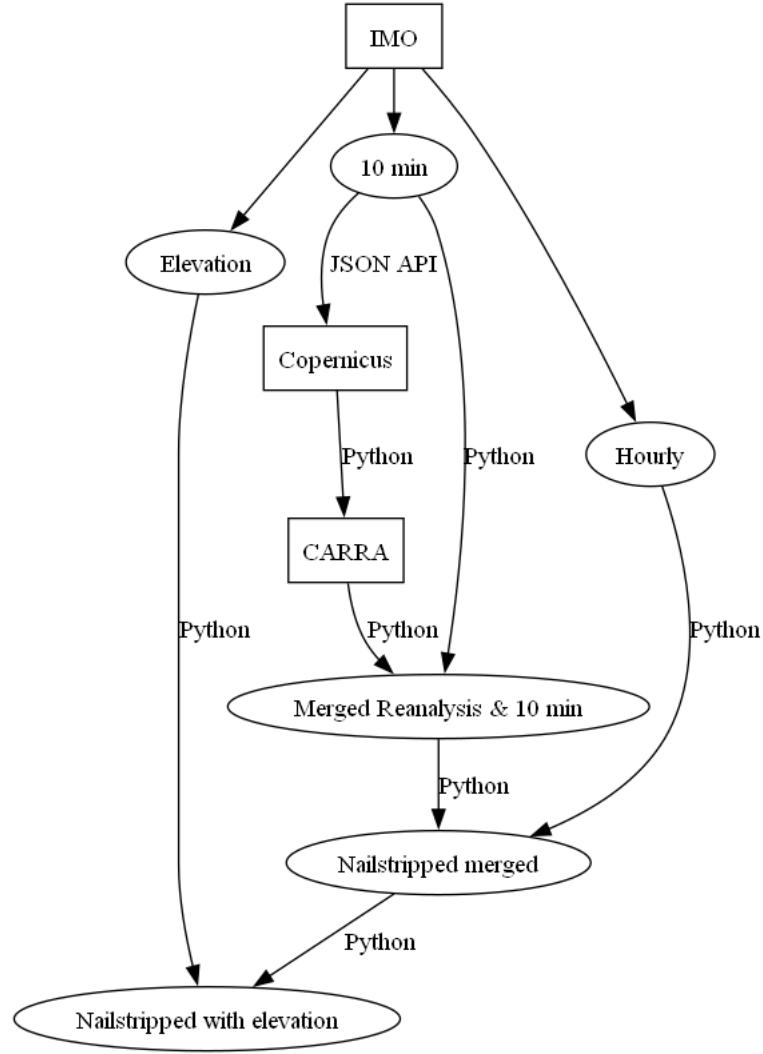 IMO
10 min
Elevation
JSON API
Copernicus
Python
Python
Hourly
CARRA
Python
Python
Python
Merged Reanalysis & 10 min
Python
Nailstripped merged
Python
Nailstripped with elevation